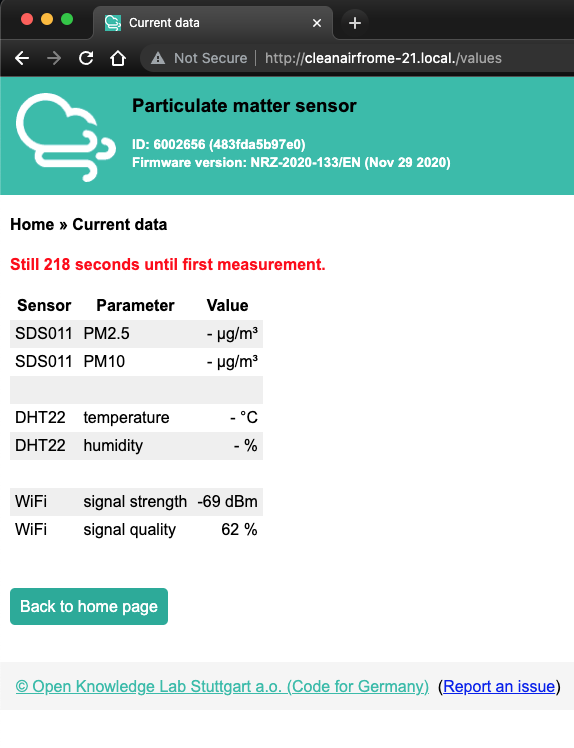 Current data
Not Secure | http://cleanairfrome-21.local./values
Particulate matter sensor
ID: 6002656 (483fda5b97e0)
Firmware version: NRZ-2020-133/EN (Nov 29 2020)
Home » Current data
Still 218 seconds until first measurement.
Sensor Parameter Value
SDS011 PM2.5 - µg/m³
SDS011 PM10 - µg/m³
DHT22 temperature - °C
DHT22 humidity - %
WiFi signal strength -69 dBm
WiFi signal quality 62 %
Back to home page
© Open Knowledge Lab Stuttgart a.o. (Code for Germany) (Report an issue)